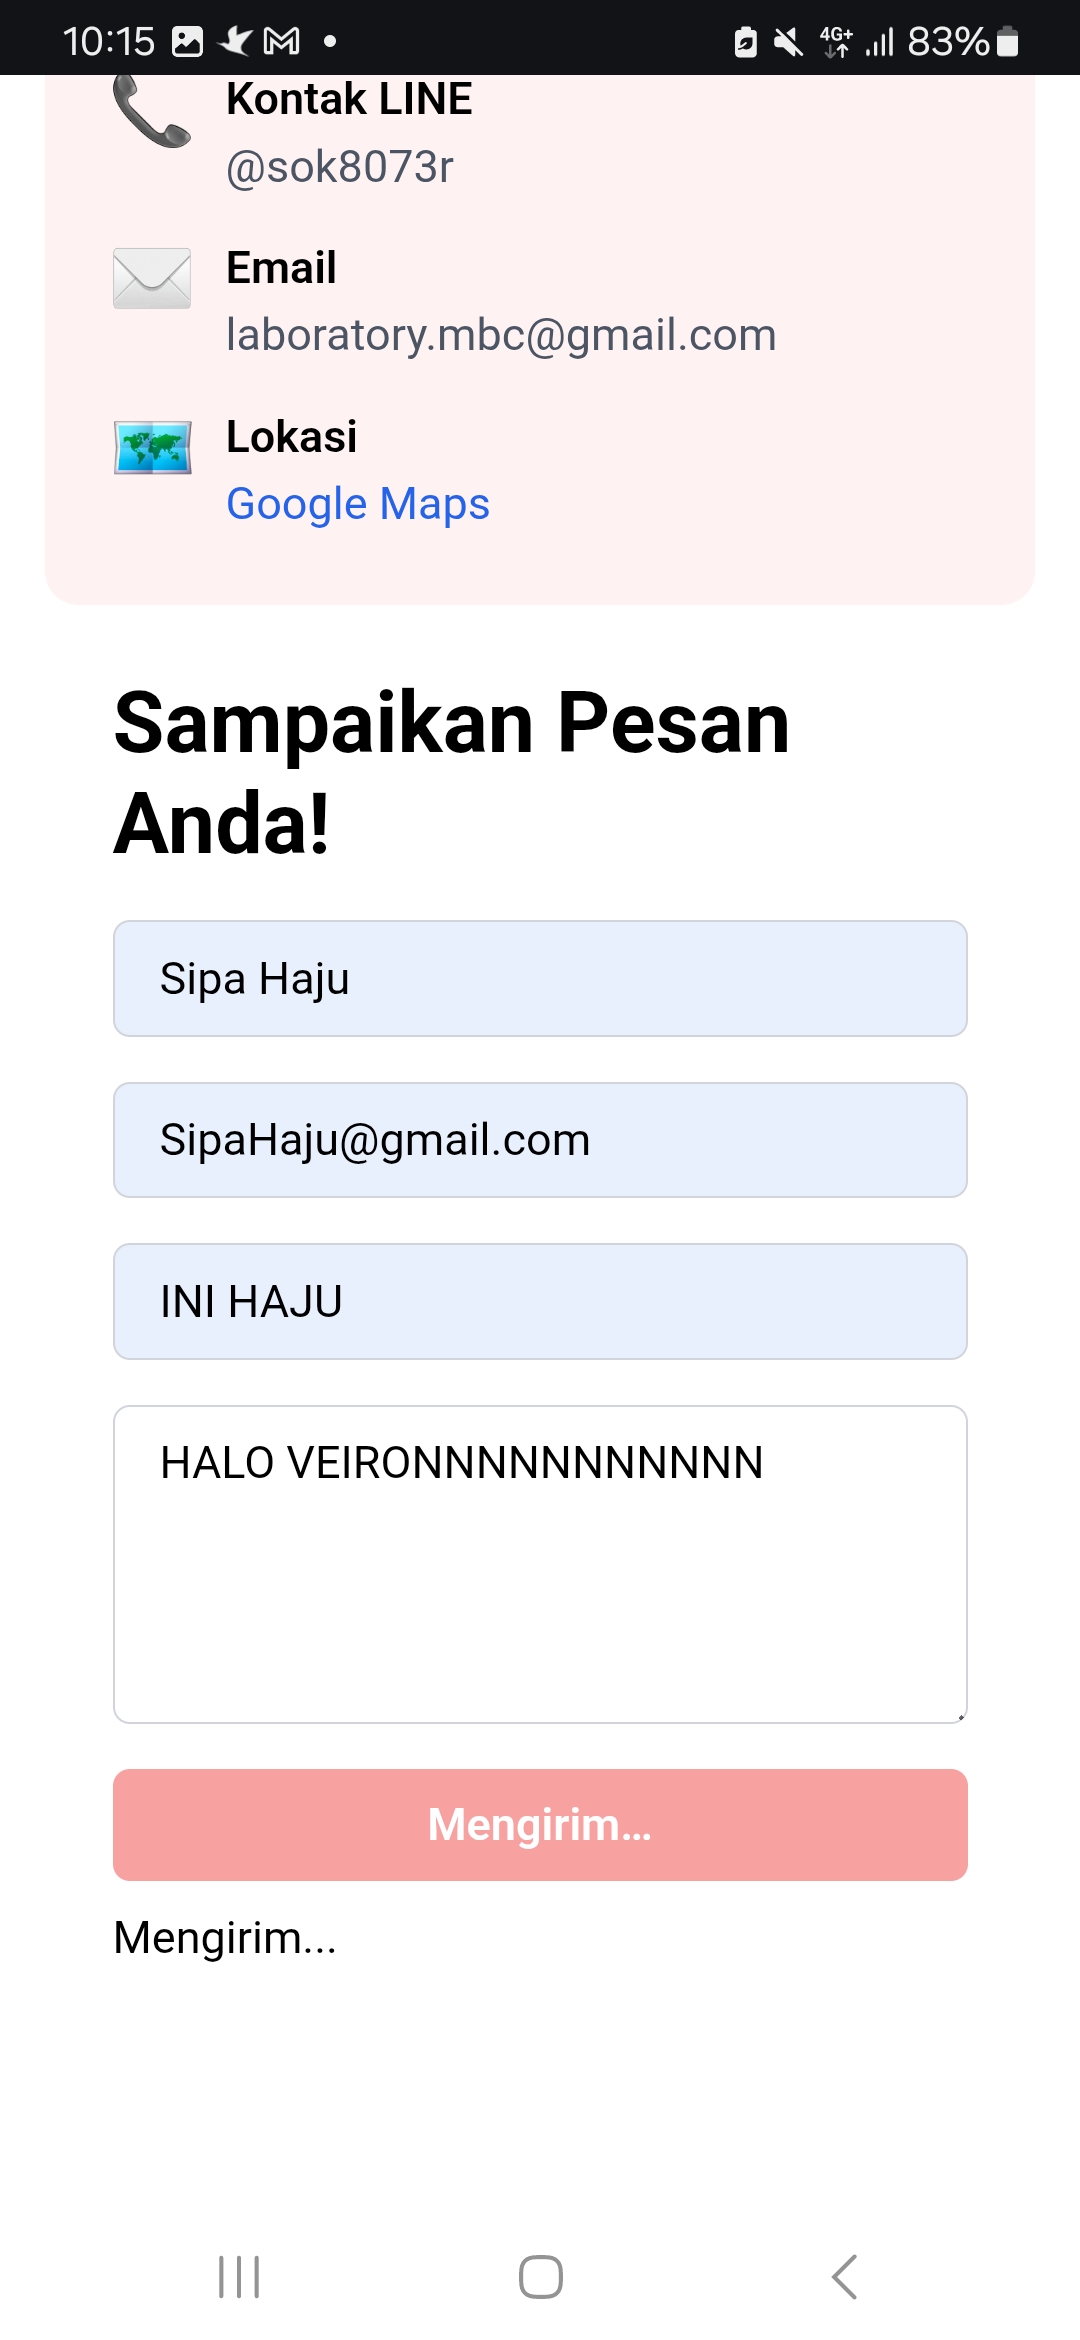 10:15
4G+
83%
Kontak LINE
@sok8073r
Email
laboratory.mbc@gmail.com
Lokasi
Google Maps
Sampaikan Pesan
Anda!
Sipa Haju
SipaHaju@gmail.com
INI HAJU
HALO VEIRONNNNNNNNNNN
Mengirim...
Mengirim...